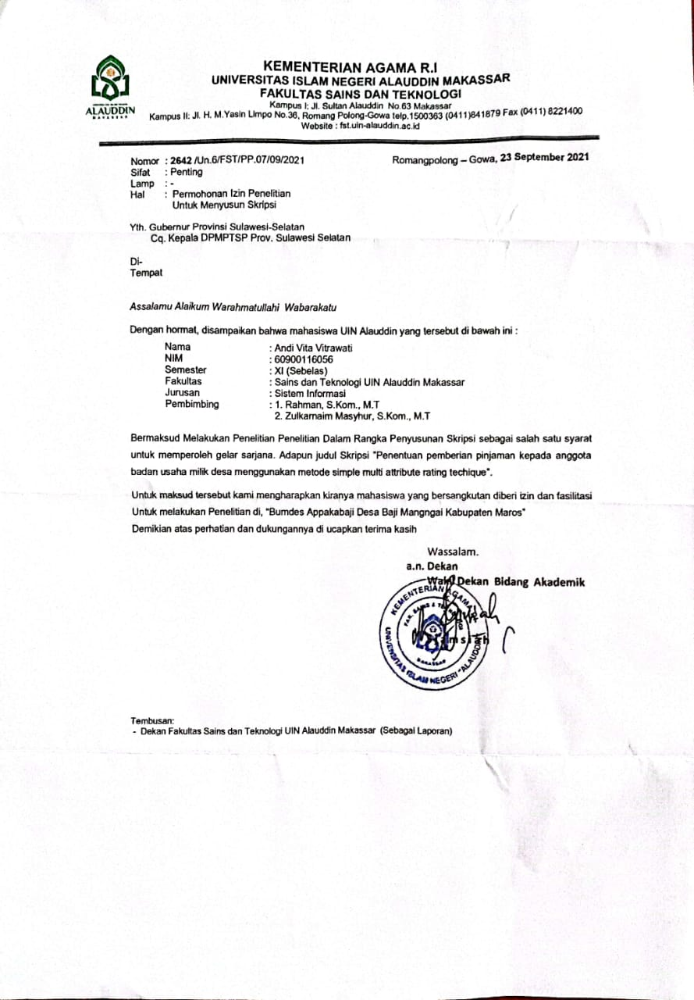 KEMENTERIAN AGAMA R.I
UNIVERSITAS ISLAM NEGERI ALAUDDIN MAKASSAR
FAKULTAS SAINS DAN TEKNOLOGI
Kampus I: Jl. Sultan Alauddin No.63 Makassar
Kampus II: Jl. H. M.Yasin Limpo No.36, Romang Polong-Gowa telp.1500363 (0411)841879 Fax (0411) 8221400
Website : fst.uin-alauddin.ac.id
ALAUDDIN
MAKASSAR
Nomor : 2642 /Un.6/FST/PP.07/09/2021 Romangpolong – Gowa, 23 September 2021
Sifat : Penting
Lamp : -
Hal : Permohonan Izin Penelitian
Untuk Menyusun Skripsi
Yth. Gubernur Provinsi Sulawesi-Selatan
Cq. Kepala DPMPTSP Prov. Sulawesi Selatan
Di-
Tempat
Assalamu Alaikum Warahmatullahi Wabarakatu
Dengan hormat, disampaikan bahwa mahasiswa UIN Alauddin yang tersebut di bawah ini :
Nama : Andi Vita Vitrawati
NIM : 60900116056
Semester : XI (Sebelas)
Fakultas : Sains dan Teknologi UIN Alauddin Makassar
Jurusan : Sistem Informasi
Pembimbing : 1. Rahman, S.Kom., M.T
2. Zulkarnaim Masyhur, S.Kom., M.T
Bermaksud Melakukan Penelitian Penelitian Dalam Rangka Penyusunan Skripsi sebagai salah satu syarat
untuk memperoleh gelar sarjana. Adapun judul Skripsi "Penentuan pemberian pinjaman kepada anggota
badan usaha milik desa menggunakan metode simple multi attribute rating techique".
Untuk maksud tersebut kami mengharapkan kiranya mahasiswa yang bersangkutan diberi izin dan fasilitasi
Untuk melakukan Penelitian di, "Bumdes Appakabaji Desa Baji Mangngai Kabupaten Maros"
Demikian atas perhatian dan dukungannya di ucapkan terima kasih
Wassalam.
a.n. Dekan
Wakil Dekan Bidang Akademik
KEMENTERIAN AGAMA
FAK. SAINS &
MAKASSAR
UNIVERSITAS ISLAM NEGERI "ALAUDDIN"
Tembusan:
- Dekan Fakultas Sains dan Teknologi UIN Alauddin Makassar (Sebagai Laporan)